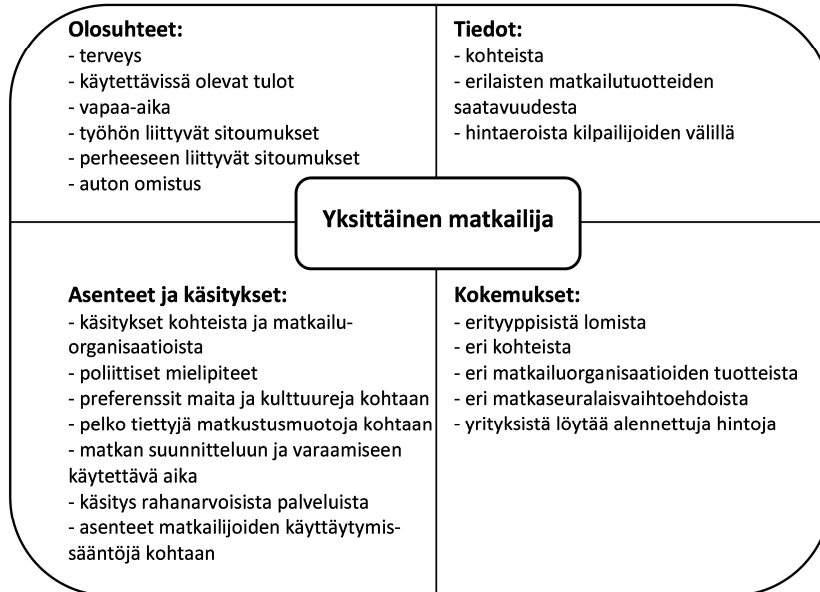 Olosuhteet:
- terveys
- käytettävissä olevat tulot
- vapaa-aika
- työhön liittyvät sitoumukset
- perheeseen liittyvät sitoumukset
- auton omistus
Tiedot:
- kohteista
- erilaisten matkailutuotteiden
saatavuudesta
- hintaeroista kilpailijoiden välillä
Yksittäinen matkailija
Asenteet ja käsitykset:
- käsitykset kohteista ja matkailu-
organisaatioista
- poliittiset mielipiteet
- preferenssit maita ja kulttuureja kohtaan
- pelko tiettyjä matkustusmuotoja kohtaan
- matkan suunnitteluun ja varaamiseen
käytettävä aika
- käsitys rahanarvoisista palveluista
- asenteet matkailijoiden käyttäytymis-
sääntöjä kohtaan
Kokemukset:
- erityyppisistä lomista
- eri kohteista
- eri matkailuorganisaatioiden tuotteista
- eri matkaseuralaisvaihtoehdoista
- yrityksistä löytää alennettuja hintoja